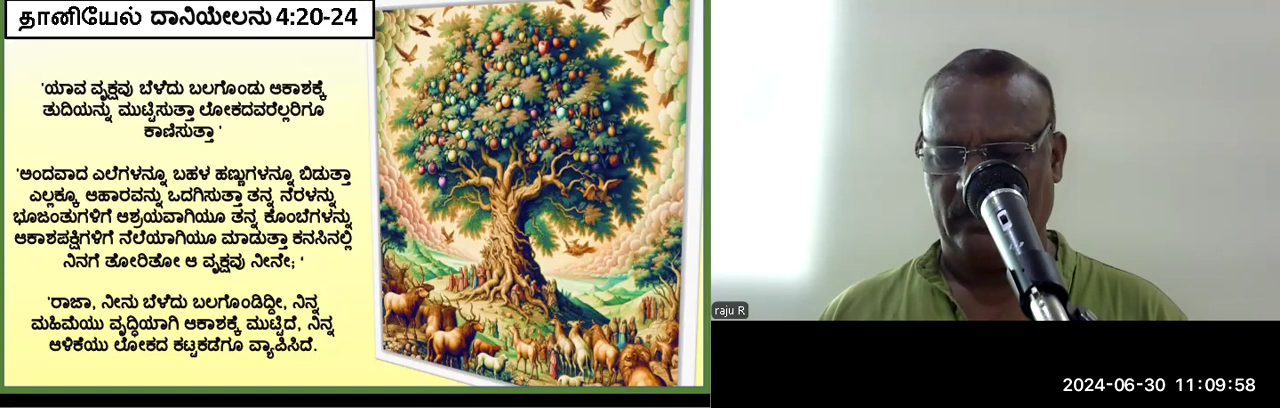 தானியேல் ದಾನಿಯೇಲನು 4:20-24
'ಯಾವ ವೃಕ್ಷವು ಬೆಳೆದು ಬಲಗೊಂಡು ಆಕಾಶಕ್ಕೆ
ತುದಿಯನ್ನು ಮುಟ್ಟಿಸುತ್ತಾ ಲೋಕದವರೆಲ್ಲರಿಗೂ
ಕಾಣಿಸುತ್ತಾ '
'ಅಂದವಾದ ಎಲೆಗಳನ್ನೂ ಬಹಳ ಹಣ್ಣುಗಳನ್ನೂ ಬಿಡುತ್ತಾ
ಎಲ್ಲಕ್ಕೂ ಆಹಾರವನ್ನು ಒದಗಿಸುತ್ತಾ ತನ್ನ ನೆರಳನ್ನು
ಭೂಜಂತುಗಳಿಗೆ ಆಶ್ರಯವಾಗಿಯೂ ತನ್ನ ಕೊಂಬೆಗಳನ್ನು
ಆಕಾಶಪಕ್ಷಿಗಳಿಗೆ ನೆಲೆಯಾಗಿಯೂ ಮಾಡುತ್ತಾ ಕನಸಿನಲ್ಲಿ
ನಿನಗೆ ತೋರಿತೋ ಆ ವೃಕ್ಷವು ನೀನೇ; '
'ರಾಜಾ, ನೀನು ಬೆಳೆದು ಬಲಗೊಂಡಿದ್ದೀ, ನಿನ್ನ
ಮಹಿಮೆಯು ವೃದ್ಧಿಯಾಗಿ ಆಕಾಶಕ್ಕೆ ಮುಟ್ಟಿದೆ, ನಿನ್ನ
ಆಳಿಕೆಯು ಲೋಕದ ಕಟ್ಟಕಡೆಗೂ ವ್ಯಾಪಿಸಿದೆ.
raju R
2024-06-30 11:09:58